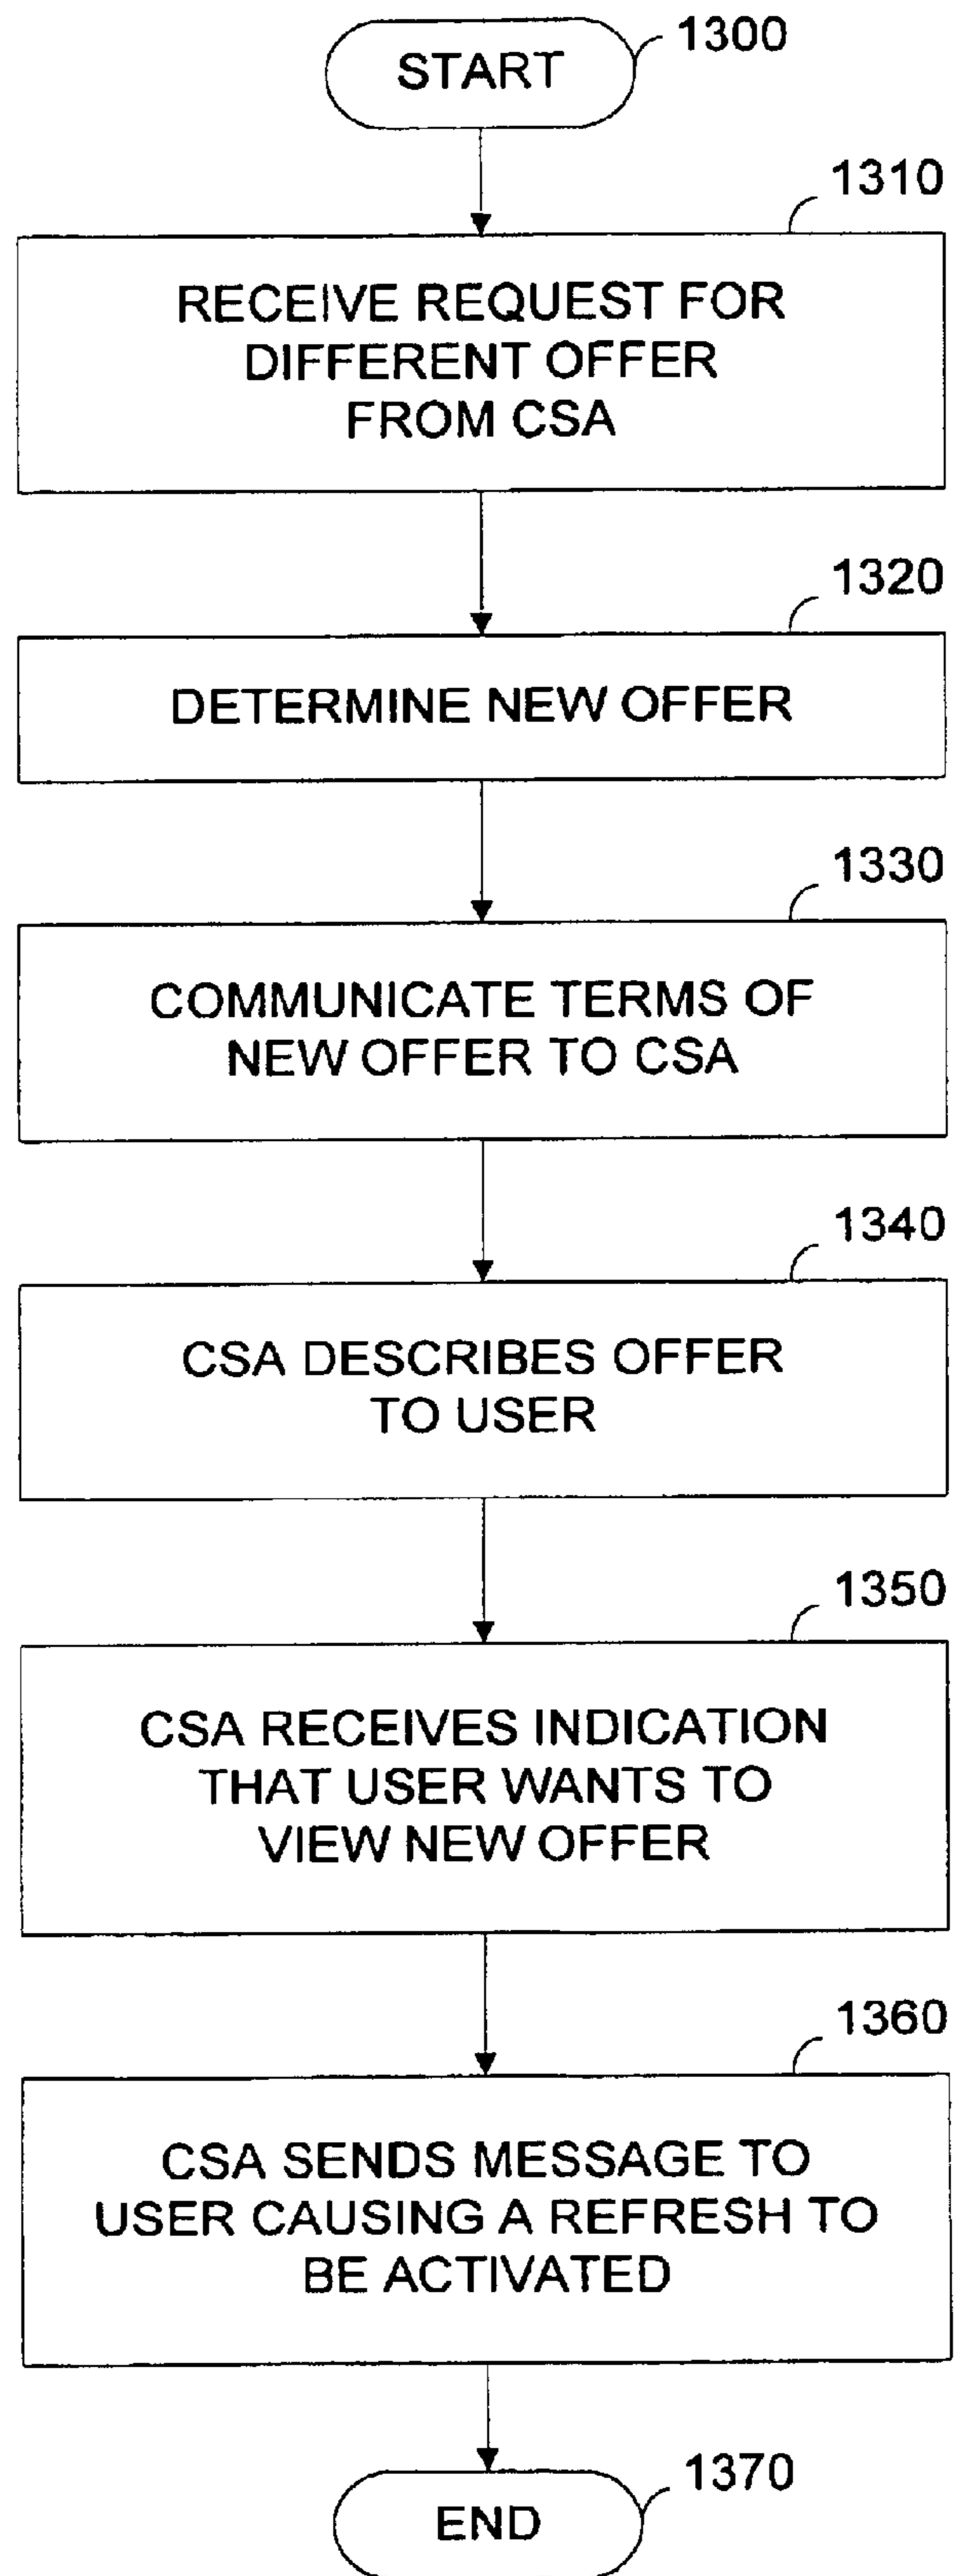 START
1300
1310
RECEIVE REQUEST FOR
DIFFERENT OFFER
FROM CSA
1320
DETERMINE NEW OFFER
1330
COMMUNICATE TERMS OF
NEW OFFER TO CSA
1340
CSA DESCRIBES OFFER
TO USER
1350
CSA RECEIVES INDICATION
THAT USER WANTS TO
VIEW NEW OFFER
1360
CSA SENDS MESSAGE TO
USER CAUSING A REFRESH TO
BE ACTIVATED
1370
END